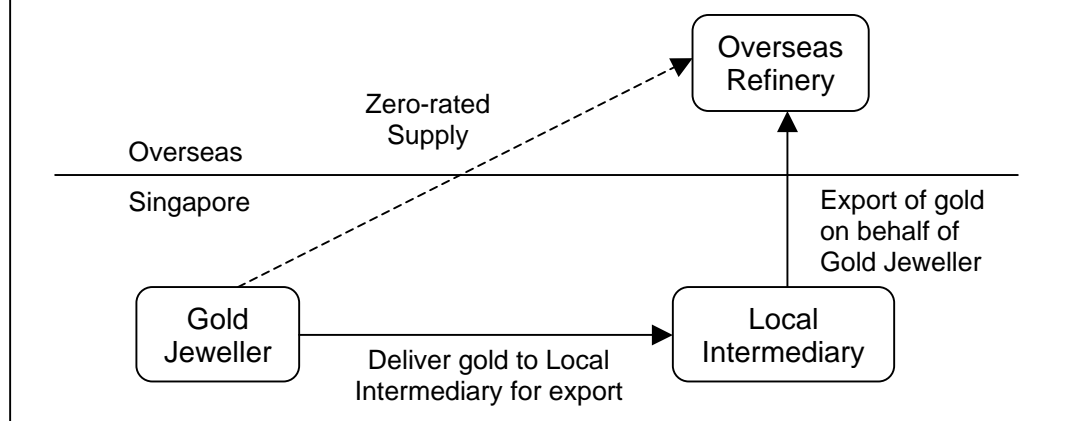 Overseas
Refinery
Zero-rated
Supply
Overseas
Singapore
Export of gold
on behalf of
Gold Jeweller
Gold
Jeweller
Local
Intermediary
Deliver gold to Local
Intermediary for export